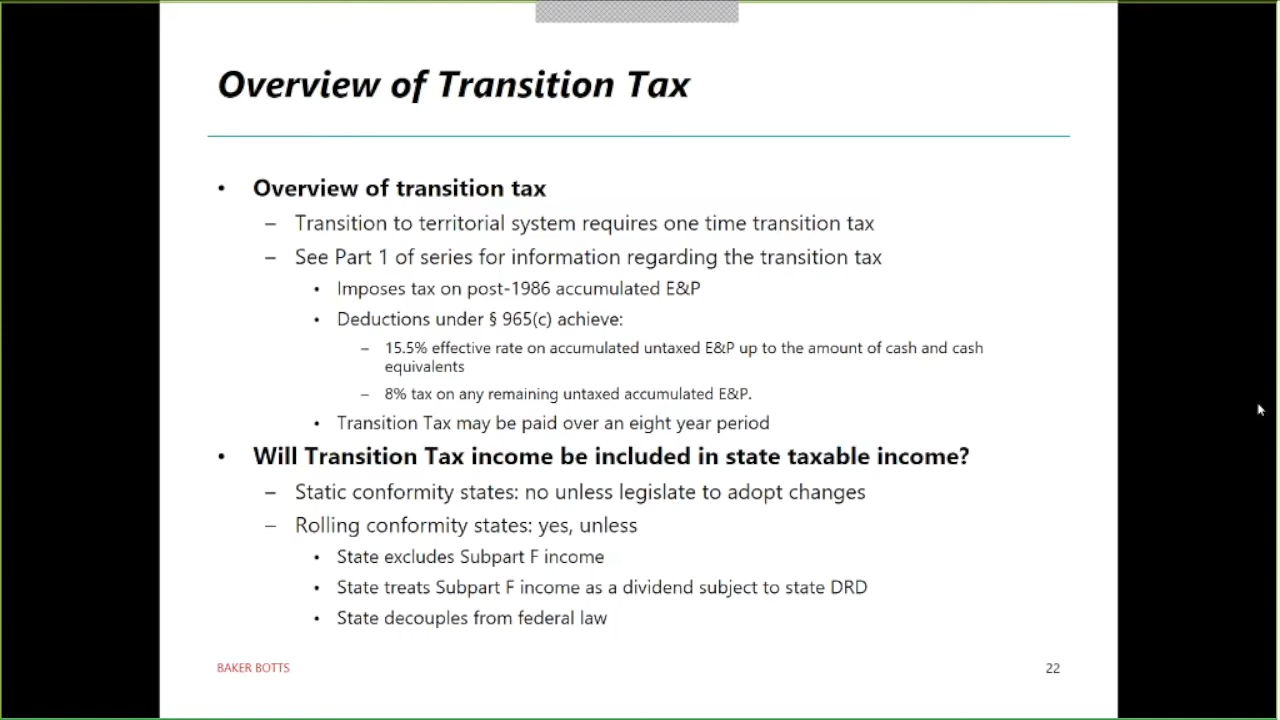 Overview of Transition Tax
• Overview of transition tax
– Transition to territorial system requires one time transition tax
– See Part 1 of series for information regarding the transition tax
• Imposes tax on post-1986 accumulated E&P
• Deductions under § 965(c) achieve:
– 15.5% effective rate on accumulated untaxed E&P up to the amount of cash and cash
equivalents
– 8% tax on any remaining untaxed accumulated E&P.
• Transition Tax may be paid over an eight year period
• Will Transition Tax income be included in state taxable income?
– Static conformity states: no unless legislate to adopt changes
– Rolling conformity states: yes, unless
• State excludes Subpart F income
• State treats Subpart F income as a dividend subject to state DRD
• State decouples from federal law
BAKER BOTTS
22